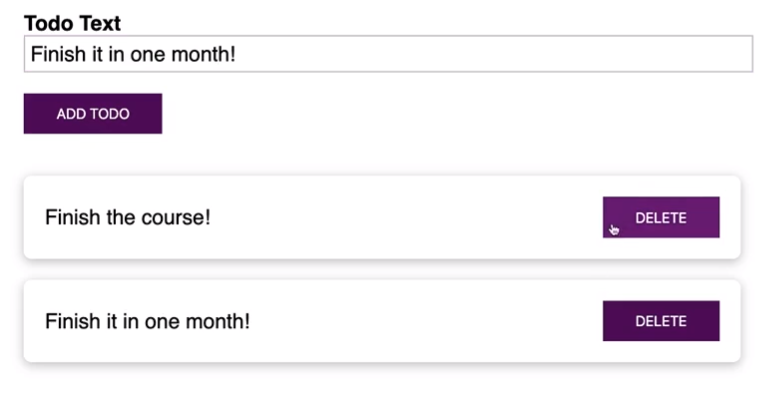 Todo Text
Finish it in one month!
ADD TODO
Finish the course!
DELETE
Finish it in one month!
DELETE